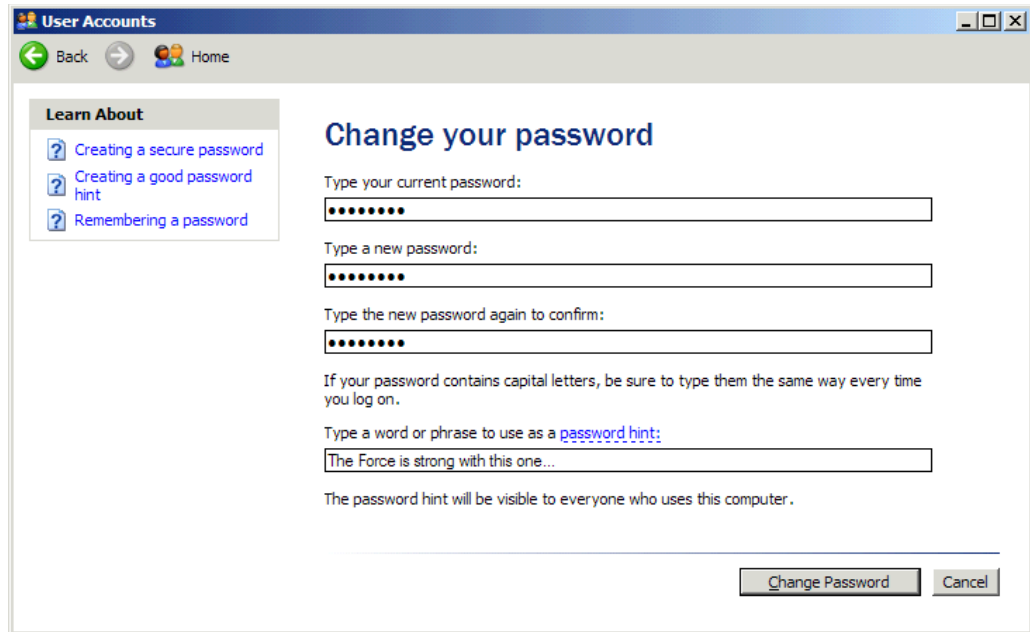 User Accounts
Back Home
Learn About
Creating a secure password
Creating a good password
hint
Remembering a password
Change your password
Type your current password:
••••••••
Type a new password:
••••••••
Type the new password again to confirm:
••••••••
If your password contains capital letters, be sure to type them the same way every time
you log on.
Type a word or phrase to use as a password hint:
The Force is strong with this one...
The password hint will be visible to everyone who uses this computer.
Change Password Cancel